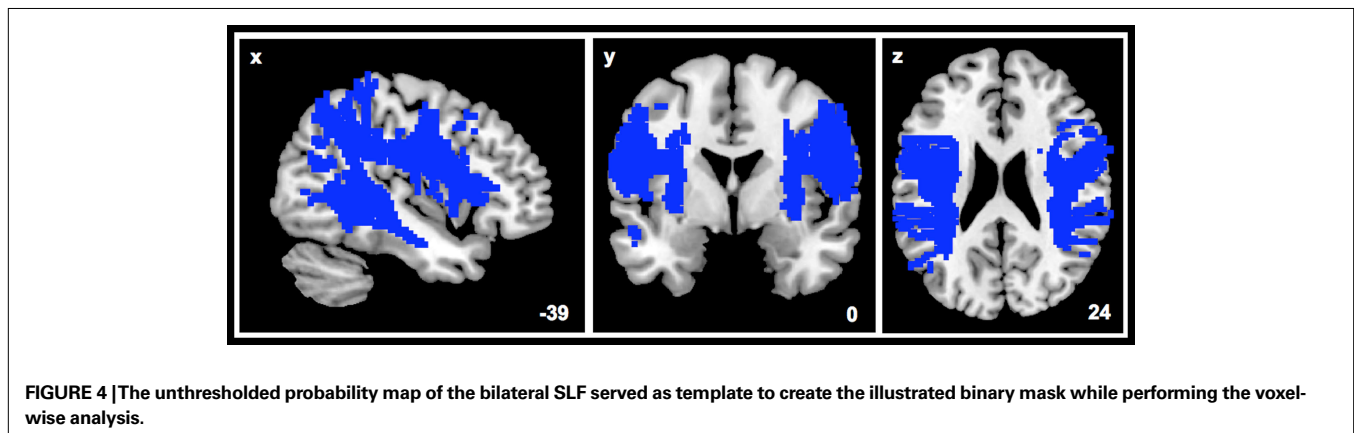 x
y
z
-39
0
24
FIGURE 4 | The unthresholded probability map of the bilateral SLF served as template to create the illustrated binary mask while performing the voxel-
wise analysis.